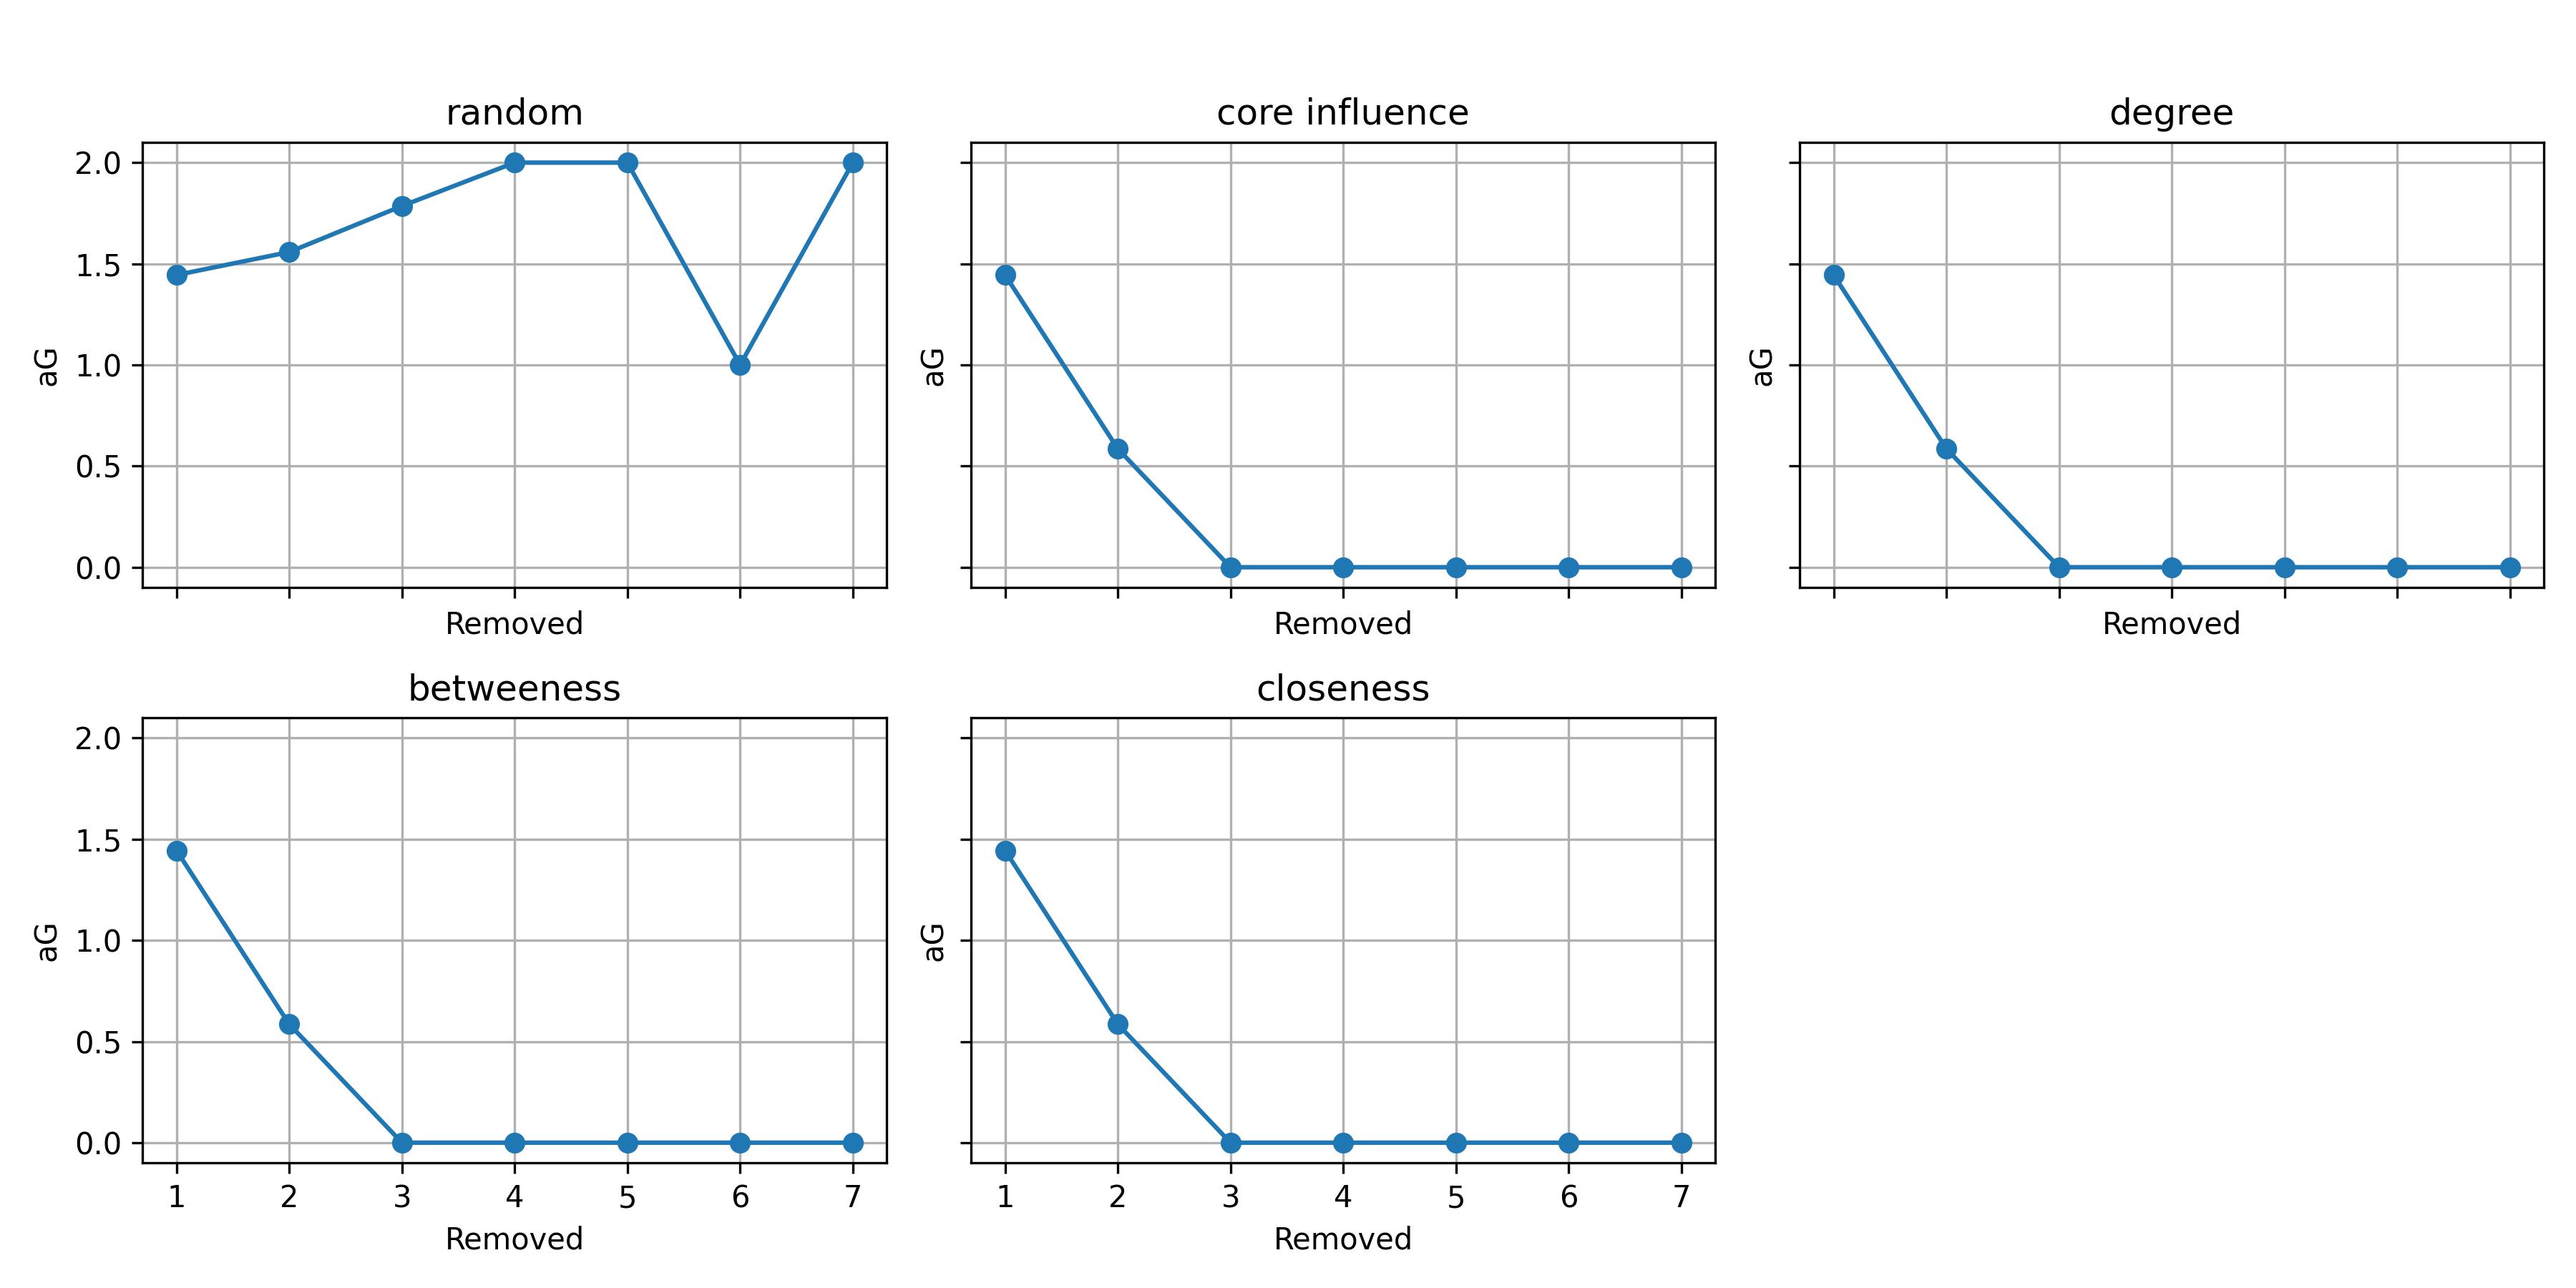 random
core influence
degree
2.0
1.5
1.0
0.5
0.0
aG
aG
aG
Removed
Removed
Removed
betweeness
closeness
2.0
1.5
1.0
0.5
0.0
aG
aG
1 2 3 4 5 6 7
1 2 3 4 5 6 7
Removed
Removed